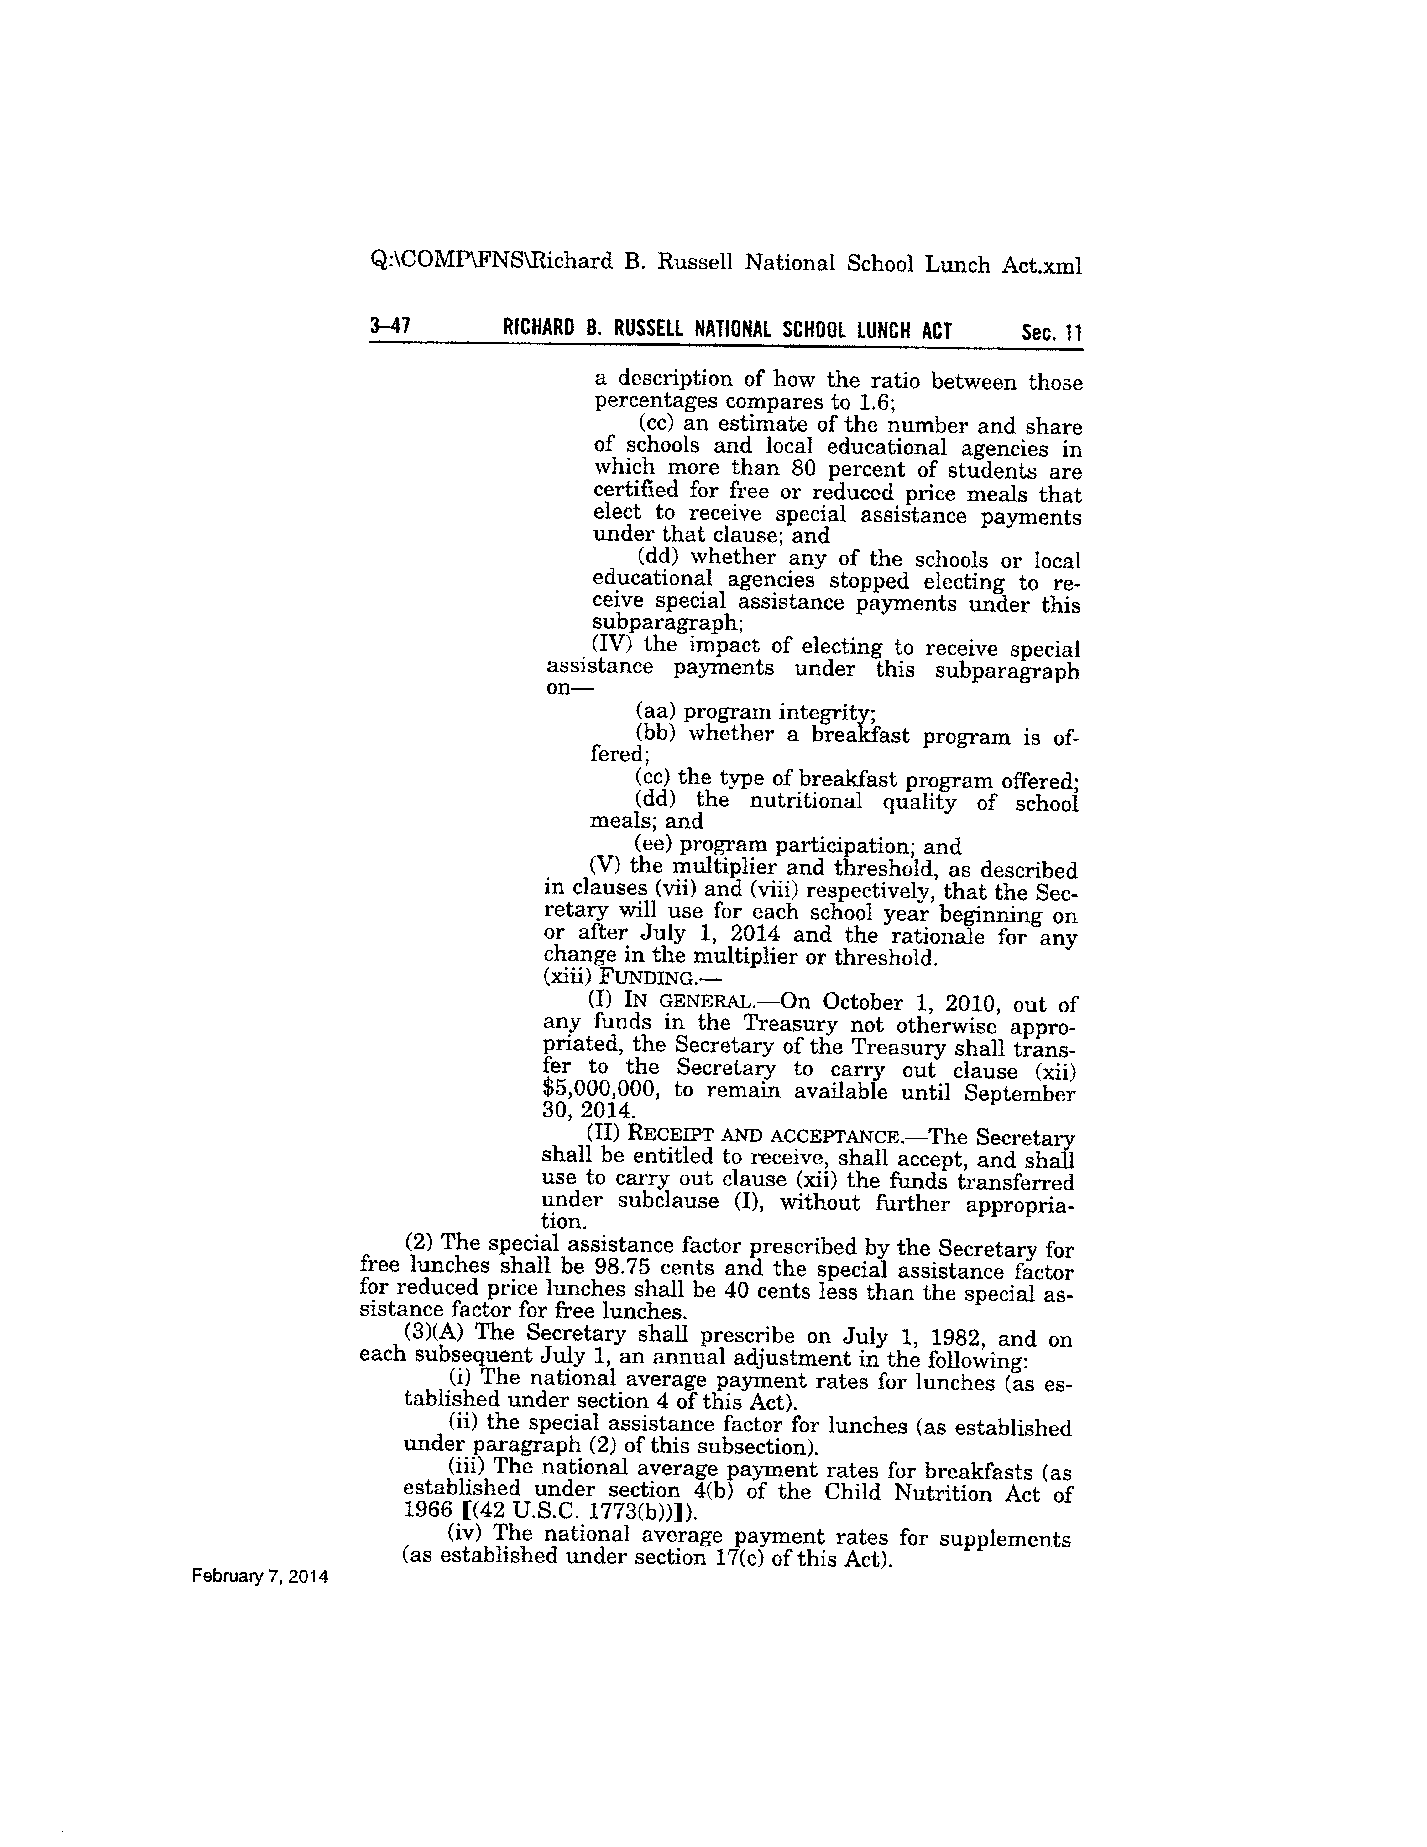 Q:\COMP\FNS\Richard B. Russell National School Lunch Act.xml
3–47 RICHARD B. RUSSELL NATIONAL SCHOOL LUNCH ACT Sec. 11
a description of how the ratio between those
percentages compares to 1.6;
(cc) an estimate of the number and share
of schools and local educational agencies in
which more than 80 percent of students are
certified for free or reduced price meals that
elect to receive special assistance payments
under that clause; and
(dd) whether any of the schools or local
educational agencies stopped electing to re-
ceive special assistance payments under this
subparagraph;
(IV) the impact of electing to receive special
assistance payments under this subparagraph
on—
(aa) program integrity;
(bb) whether a breakfast program is of-
fered;
(cc) the type of breakfast program offered;
(dd) the nutritional quality of school
meals; and
(ee) program participation; and
(V) the multiplier and threshold, as described
in clauses (vii) and (viii) respectively, that the Sec-
retary will use for each school year beginning on
or after July 1, 2014 and the rationale for any
change in the multiplier or threshold.
(xiii) FUNDING.—
(I) IN GENERAL.—On October 1, 2010, out of
any funds in the Treasury not otherwise appro-
priated, the Secretary of the Treasury shall trans-
fer to the Secretary to carry out clause (xii)
$5,000,000, to remain available until September
30, 2014.
(II) RECEIPT AND ACCEPTANCE.—The Secretary
shall be entitled to receive, shall accept, and shall
use to carry out clause (xii) the funds transferred
under subclause (I), without further appropria-
tion.
(2) The special assistance factor prescribed by the Secretary for
free lunches shall be 98.75 cents and the special assistance factor
for reduced price lunches shall be 40 cents less than the special as-
sistance factor for free lunches.
(3)(A) The Secretary shall prescribe on July 1, 1982, and on
each subsequent July 1, an annual adjustment in the following:
(i) The national average payment rates for lunches (as es-
tablished under section 4 of this Act).
(ii) the special assistance factor for lunches (as established
under paragraph (2) of this subsection).
(iii) The national average payment rates for breakfasts (as
established under section 4(b) of the Child Nutrition Act of
1966 [(42 U.S.C. 1773(b))]).
(iv) The national average payment rates for supplements
(as established under section 17(c) of this Act).
February 7, 2014